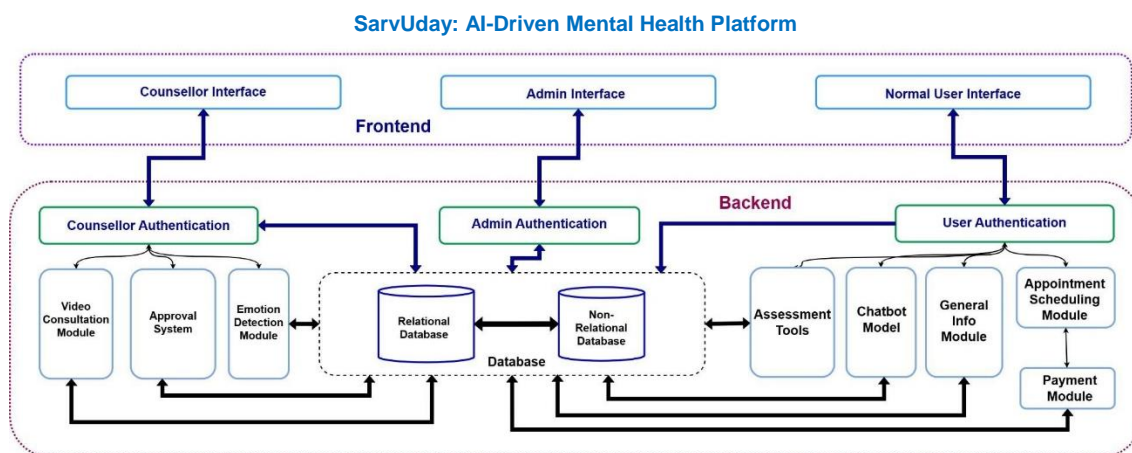 SarvUday: AI-Driven Mental Health Platform
Counsellor Interface
Admin Interface
Normal User Interface
Frontend
Backend
Counsellor Authentication
Admin Authentication
User Authentication
Video
Consultation
Module
Approval
System
Emotion
Detection
Module
Relational
Database
Non-
Relational
Database
Database
Assessment
Tools
Chatbot
Model
General
Info
Module
Appointment
Scheduling
Module
Payment
Module